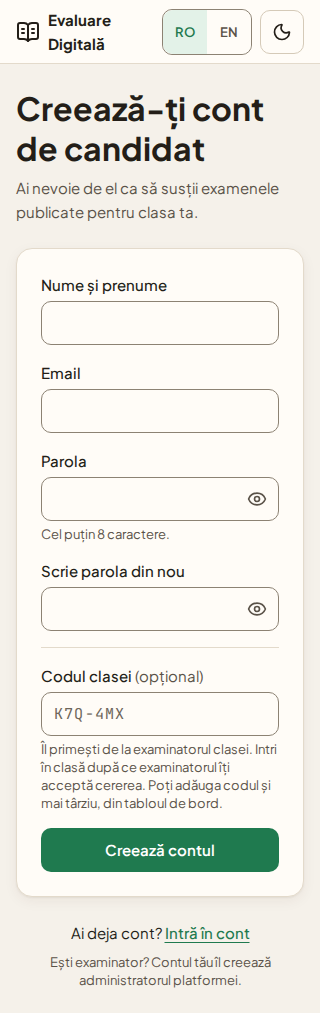 Evaluare
Digitală
RO
EN
Creează-ți cont
de candidat
Ai nevoie de el ca să susții examenele
publicate pentru clasa ta.
Nume și prenume
Email
Parola
Cel puțin 8 caractere.
Scrie parola din nou
Codul clasei (opțional)
K7Q-4MX
Îl primești de la examinatorul clasei. Intri
în clasă după ce examinatorul îți
acceptă cererea. Poți adăuga codul și
mai târziu, din tabloul de bord.
Creează contul
Ai deja cont? Intră în cont
Ești examinator? Contul tău îl creează
administratorul platformei.